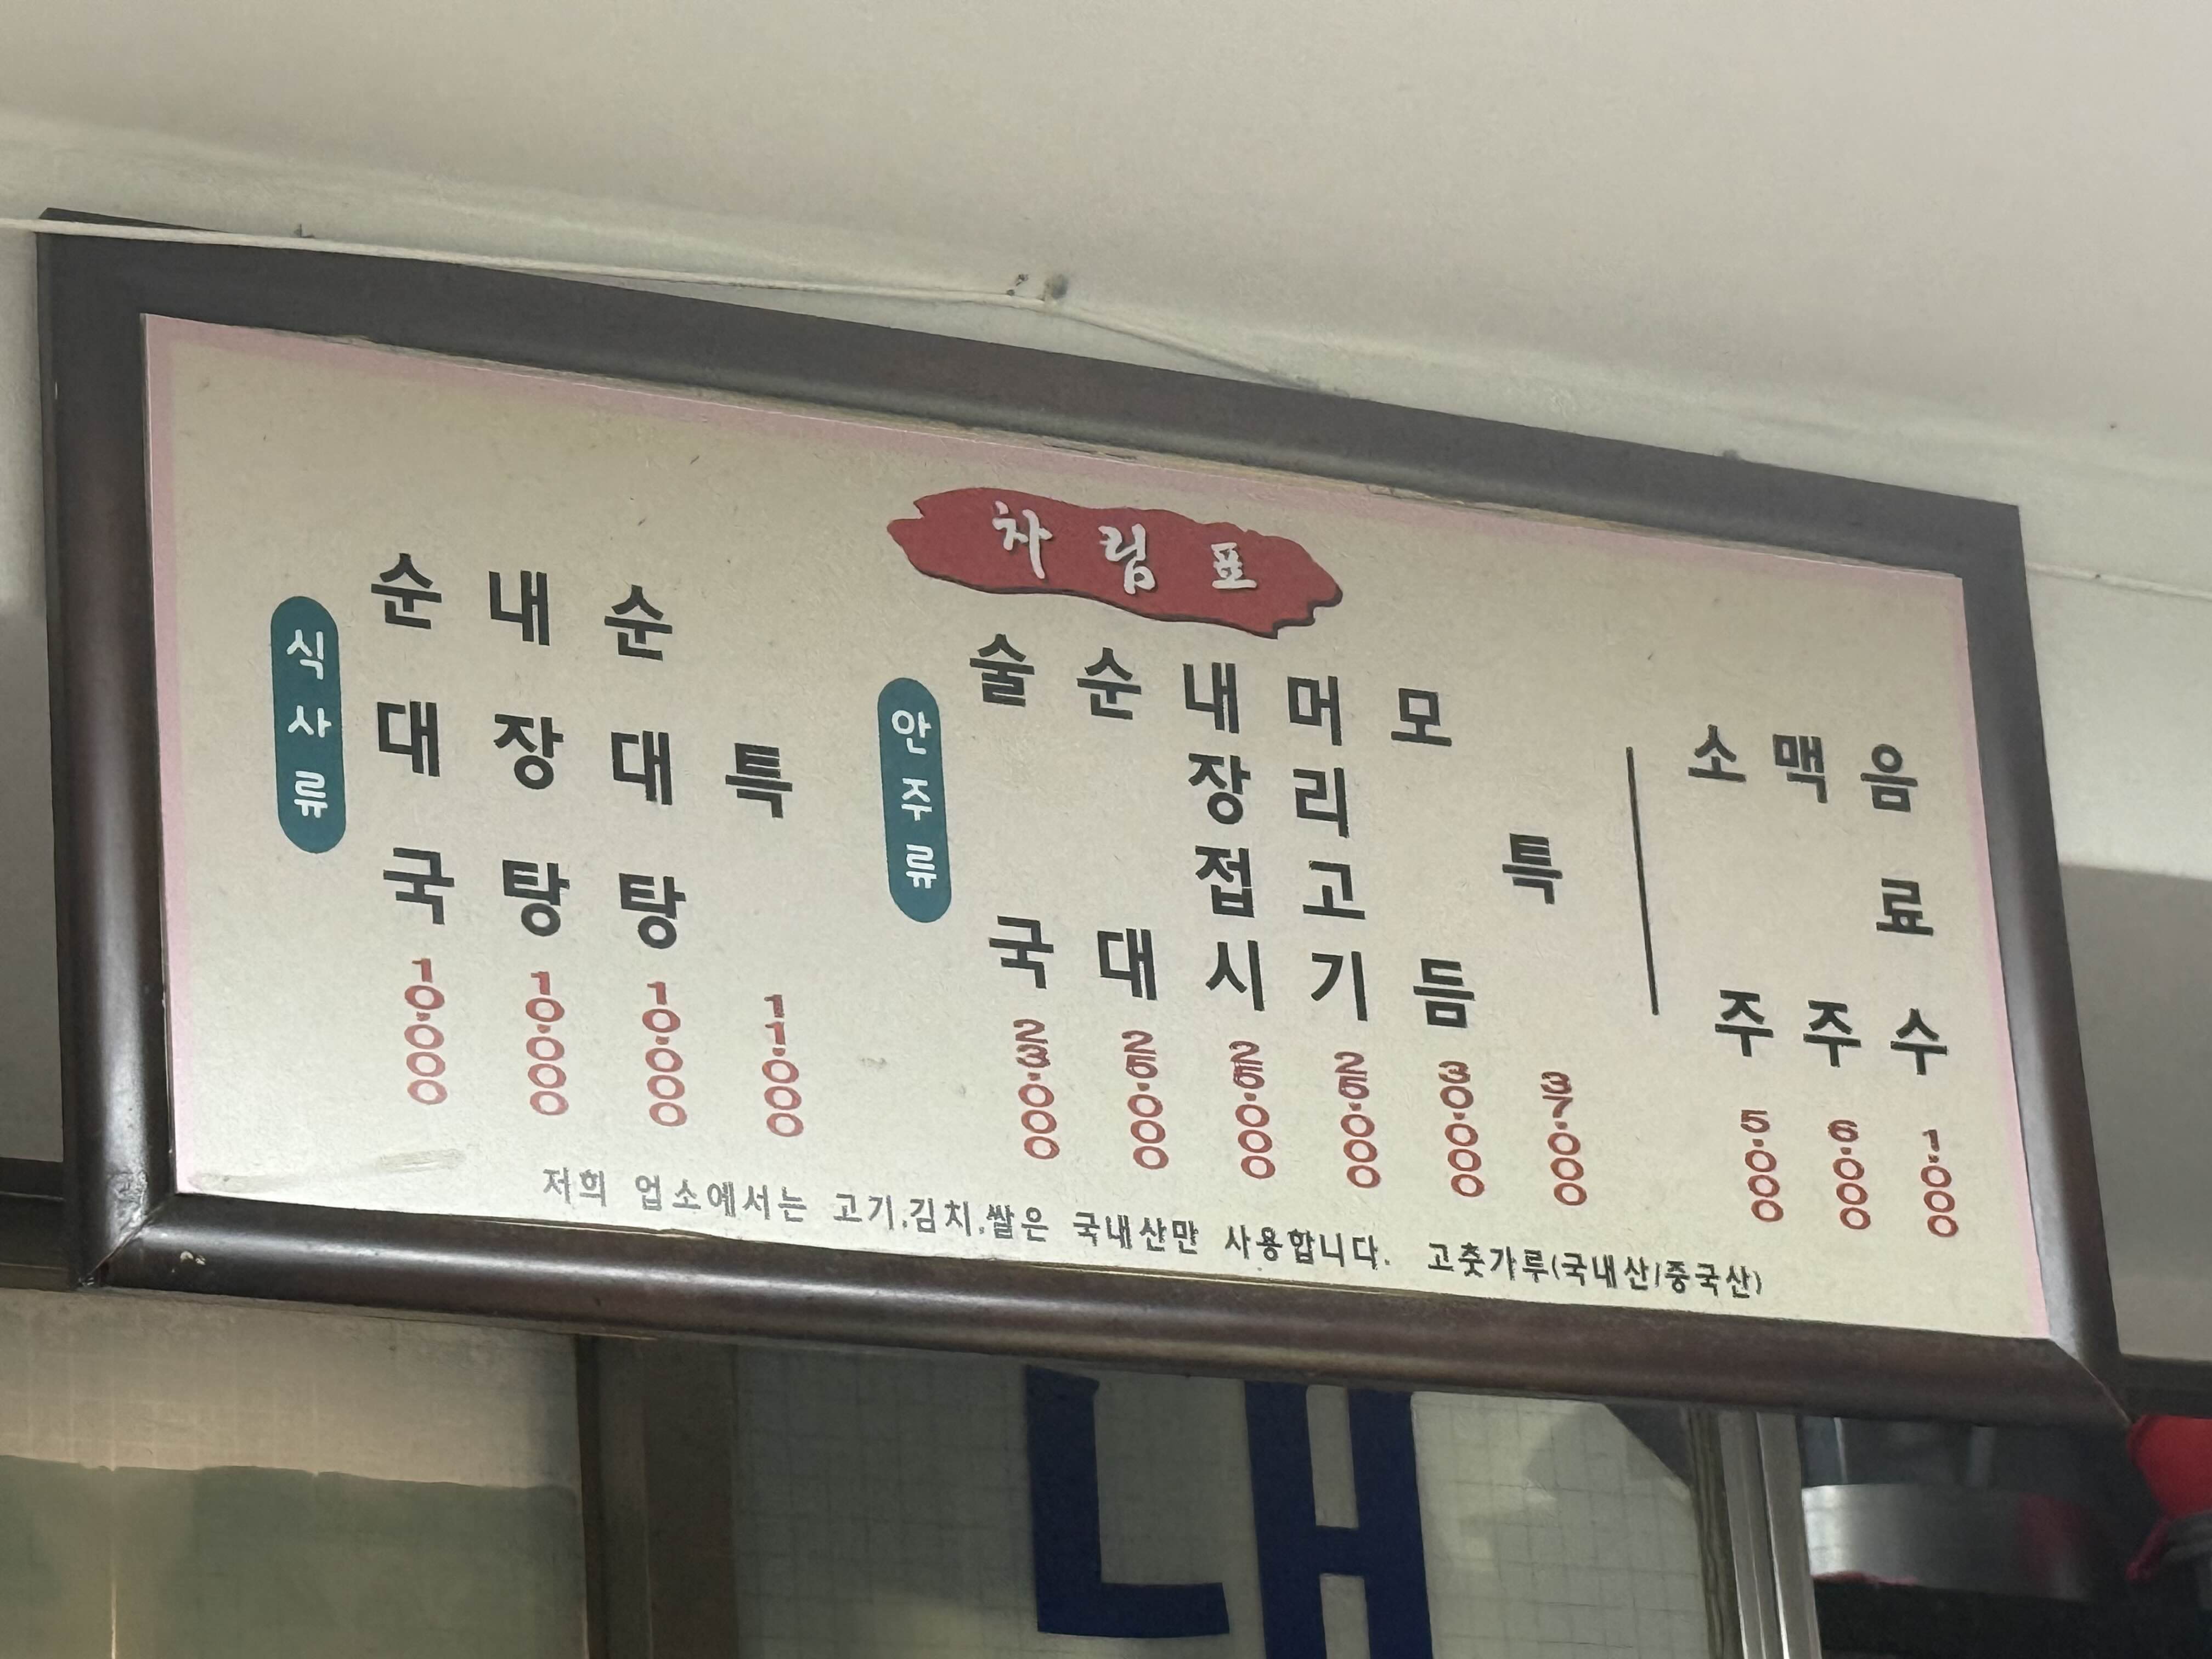 차림표
식사류
순대국 10.000
내장탕 10.000
순대탕 10.000
특 11.000
안주류
술국 23.000
순대 25.000
내장접시 25.000
머리고기 25.000
모듬 30.000
특 37.000
소주 5.000
맥주 6.000
음료수 1.000
저희 업소에서는 고기,김치,쌀은 국내산만 사용합니다. 고춧가루(국내산/중국산)
내